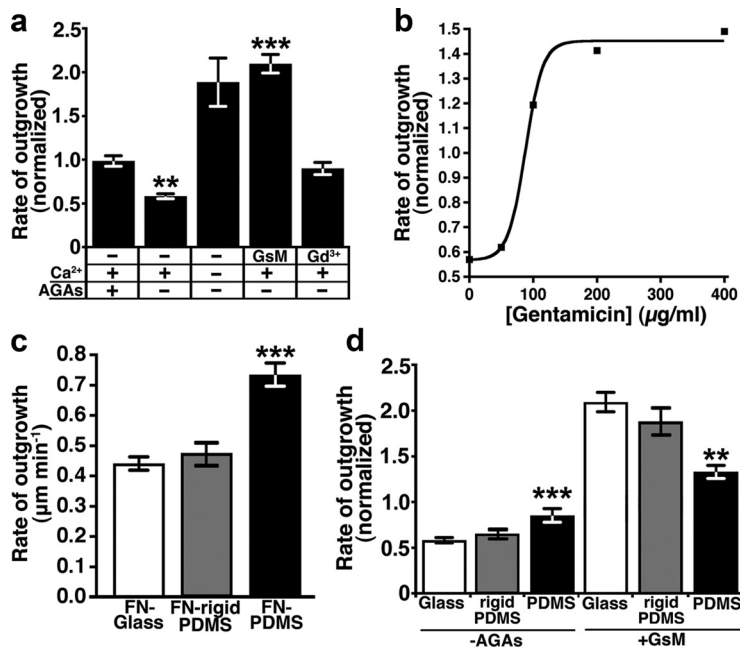 a
Rate of outgrowth
(normalized)
2.5
2.0
1.5
1.0
0.5
0
**
***
– – – GsM Gd³⁺
Ca²⁺ + + – + +
AGAs + – – – –
b
Rate of outgrowth
(normalized)
1.5
1.4
1.3
1.2
1.1
1.0
0.9
0.8
0.7
0.6
0.5
0 100 200 300 400
[Gentamicin] (µg/ml)
c
Rate of outgrowth
(µm min⁻¹)
0.8
0.7
0.6
0.5
0.4
0.3
0.2
0.1
0.0
***
FN- FN-rigid FN-
Glass PDMS PDMS
d
Rate of outgrowth
(normalized)
2.5
2.0
1.5
1.0
0.5
0
***
**
Glass rigid PDMS Glass rigid PDMS
PDMS PDMS
-AGAs +GsM